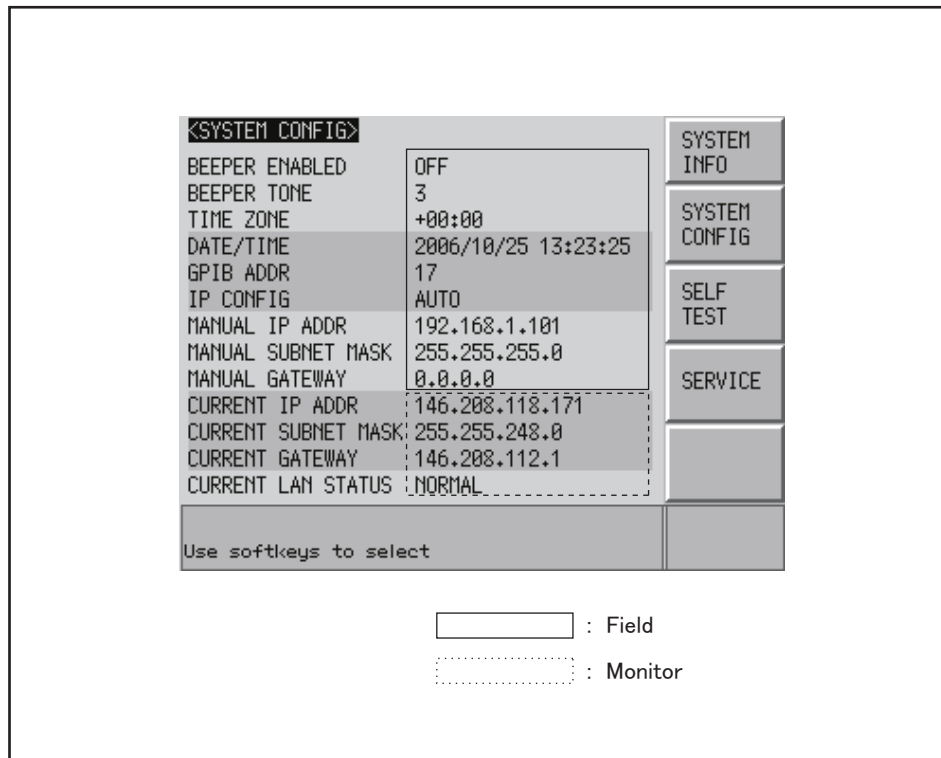 <SYSTEM CONFIG>
BEEPER ENABLED OFF
BEEPER TONE 3
TIME ZONE +00:00
DATE/TIME 2006/10/25 13:23:25
GPIB ADDR 17
IP CONFIG AUTO
MANUAL IP ADDR 192.168.1.101
MANUAL SUBNET MASK 255.255.255.0
MANUAL GATEWAY 0.0.0.0
CURRENT IP ADDR 146.208.118.171
CURRENT SUBNET MASK 255.255.248.0
CURRENT GATEWAY 146.208.112.1
CURRENT LAN STATUS NORMAL
SYSTEM
INFO
SYSTEM
CONFIG
SELF
TEST
SERVICE
Use softkeys to select
: Field
: Monitor